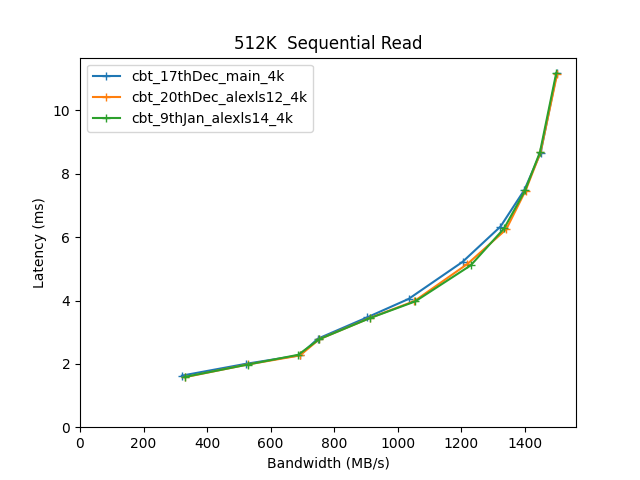 512K  Sequential Read
cbt_17thDec_main_4k
cbt_20thDec_alexls12_4k
cbt_9thJan_alexls14_4k
Latency (ms)
10
8
6
4
2
0
0 200 400 600 800 1000 1200 1400
Bandwidth (MB/s)